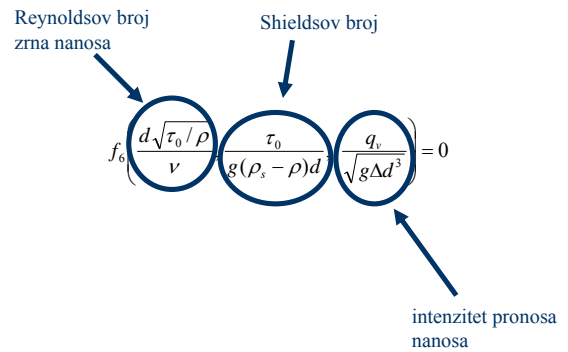 Reynoldsov broj
zrna nanosa
Shieldsov broj
f₆(d√(τ₀ / ρ) / ν, τ₀ / (g(ρₛ − ρ)d), qᵥ / √(gΔd³)) = 0
intenzitet pronosa
nanosa